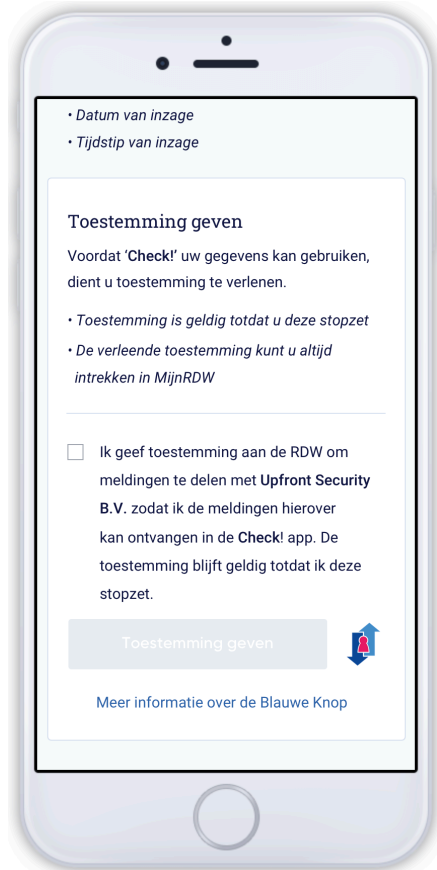 • Datum van inzage
• Tijdstip van inzage
Toestemming geven
Voordat ‘Check!’ uw gegevens kan gebruiken,
dient u toestemming te verlenen.
• Toestemming is geldig totdat u deze stopzet
• De verleende toestemming kunt u altijd
intrekken in MijnRDW
Ik geef toestemming aan de RDW om
meldingen te delen met Upfront Security
B.V. zodat ik de meldingen hierover
kan ontvangen in de Check! app. De
toestemming blijft geldig totdat ik deze
stopzet.
Toestemming geven
Meer informatie over de Blauwe Knop